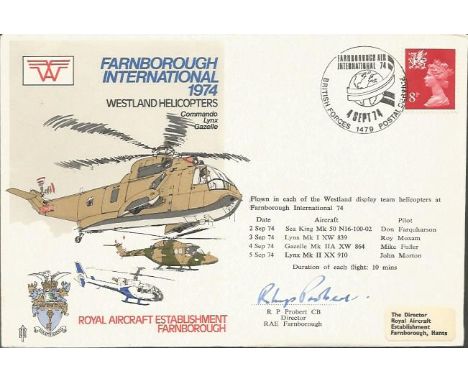 FARNBOROUGH
INTERNATIONAL
1974
WESTLAND HELICOPTERS
Commando
Lynx
Gazelle
FARNBOROUGH AIR
INTERNATIONAL 74
4 SEPT 74
BRITISH FORCES 1479 POSTAL SERVICE
8P
Flown in each of the Westland display team helicopters at
Farnborough International 74
Date Aircraft Pilot
2 Sep 74 Sea King Mk 50 N16-100-02 Don Farquharson
3 Sep 74 Lynx Mk I XW 839 Roy Moxam
4 Sep 74 Gazelle Mk IIA XW 864 Mike Fuller
5 Sep 74 Lynx Mk II XX 910 John Morton
Duration of each flight: 10 mins
R P Probert CB
Director
RAE Farnborough
The Director
Royal Aircraft
Establishment
Farnborough, Hants
ROYAL AIRCRAFT ESTABLISHMENT
FARNBOROUGH